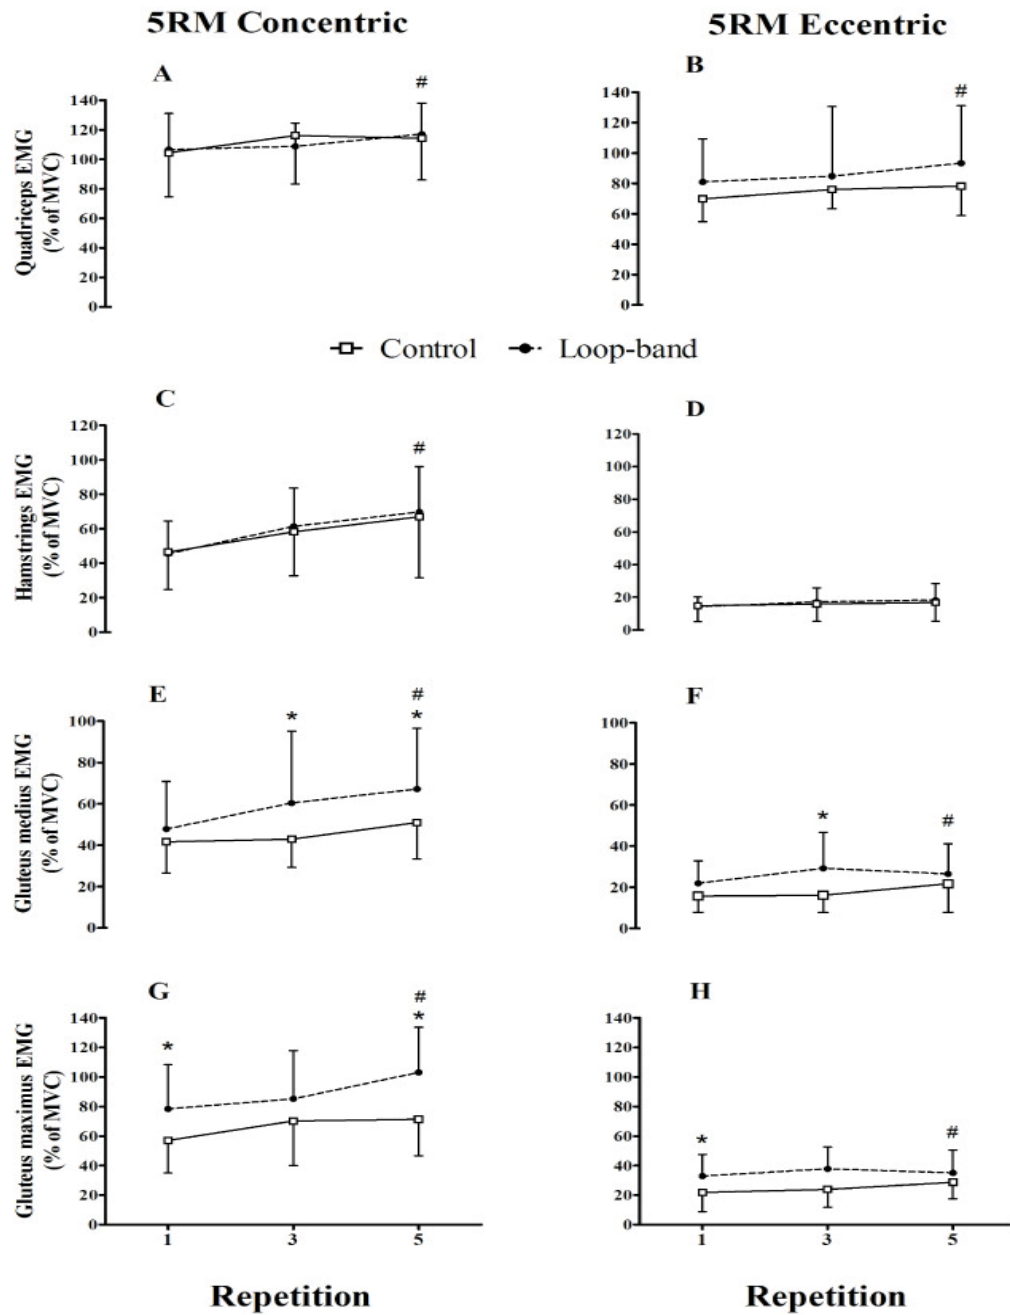 5RM Concentric
5RM Eccentric
A
#
Quadriceps EMG
(% of MVC)
140
120
100
80
60
40
20
0
B
#
140
120
100
80
60
40
20
0
Control Loop-band
C
#
Hamstrings EMG
(% of MVC)
120
100
80
60
40
20
0
D
120
100
80
60
40
20
0
E
#
* *
Gluteus medius EMG
(% of MVC)
100
80
60
40
20
0
F
* #
100
80
60
40
20
0
G
#
* *
Gluteus maximus EMG
(% of MVC)
140
120
100
80
60
40
20
0
1 3 5
Repetition
H
* #
140
120
100
80
60
40
20
0
1 3 5
Repetition